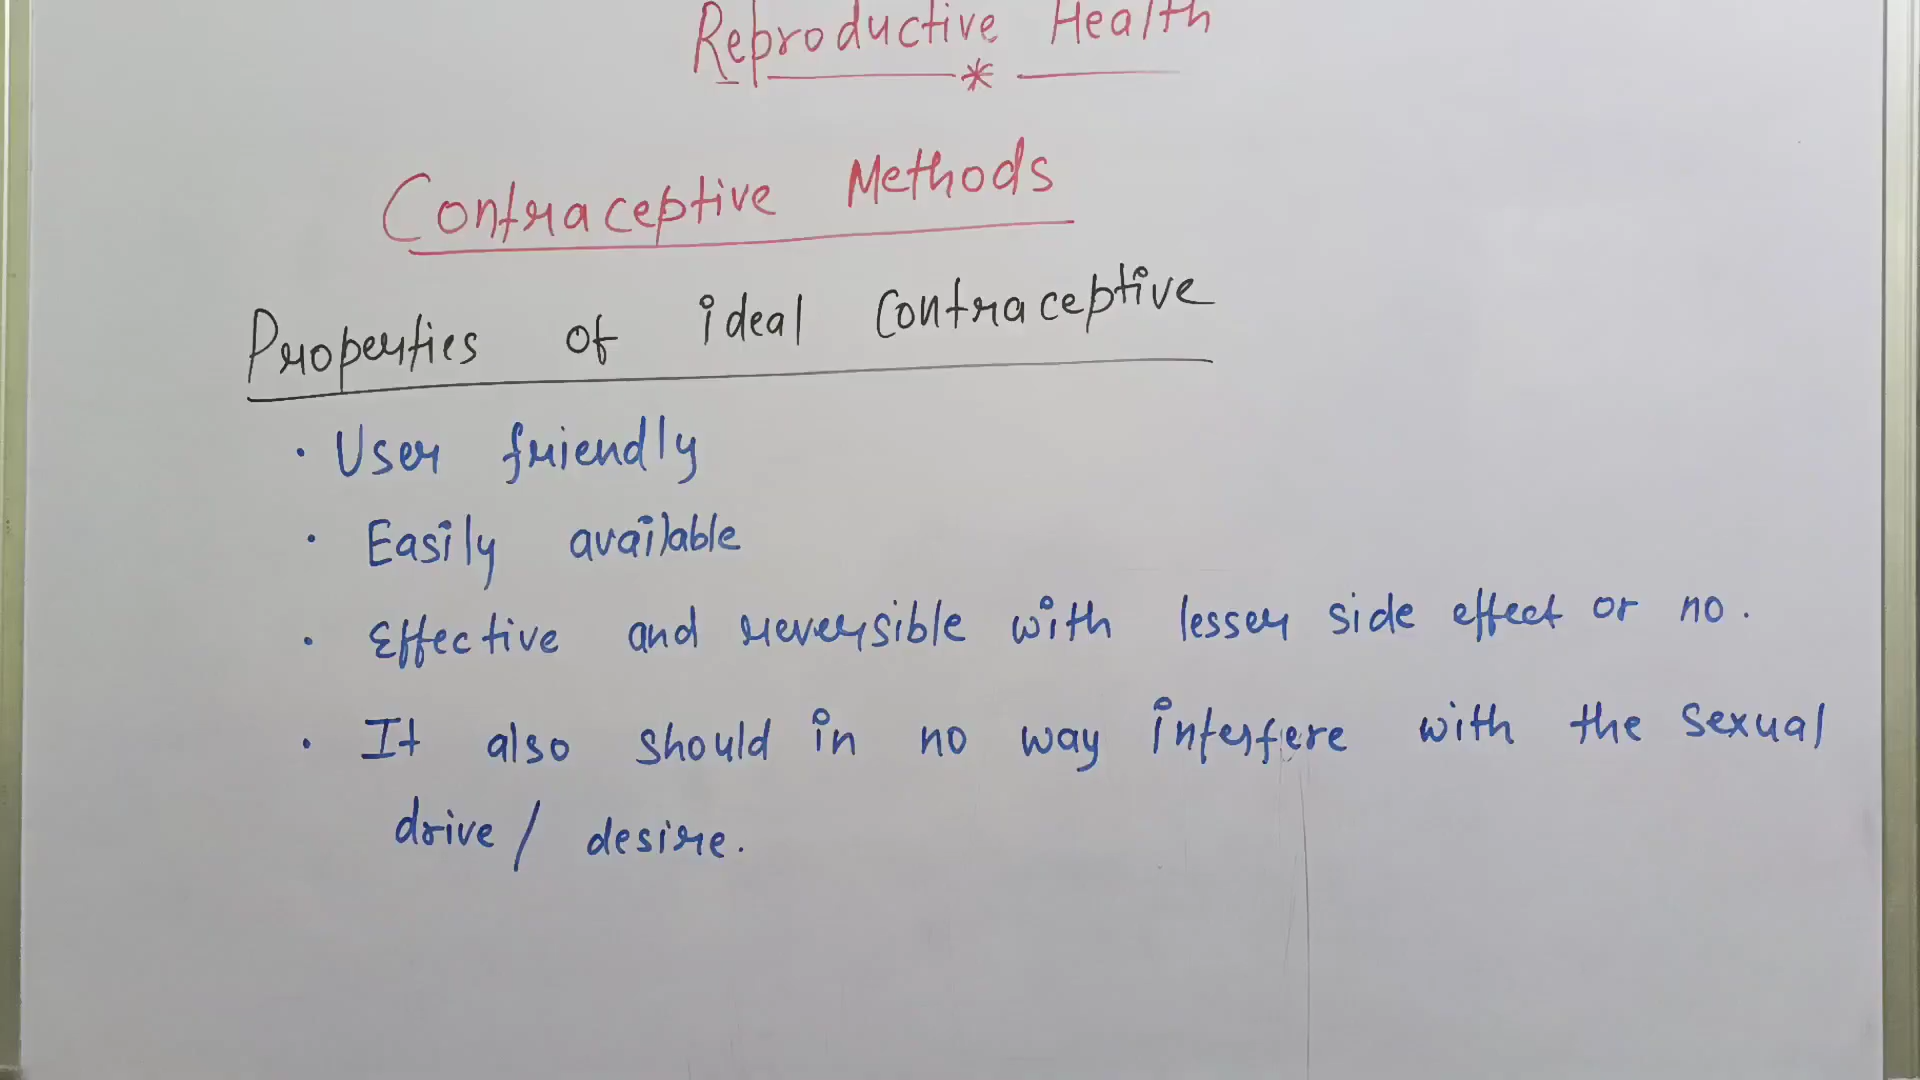 Reproductive Health
Contraceptive Methods
Properties of ideal Contraceptive
· User friendly
· Easily available
· Effective and reversible with lesser side effect or no.
· It also should in no way interfere with the sexual
drive / desire.